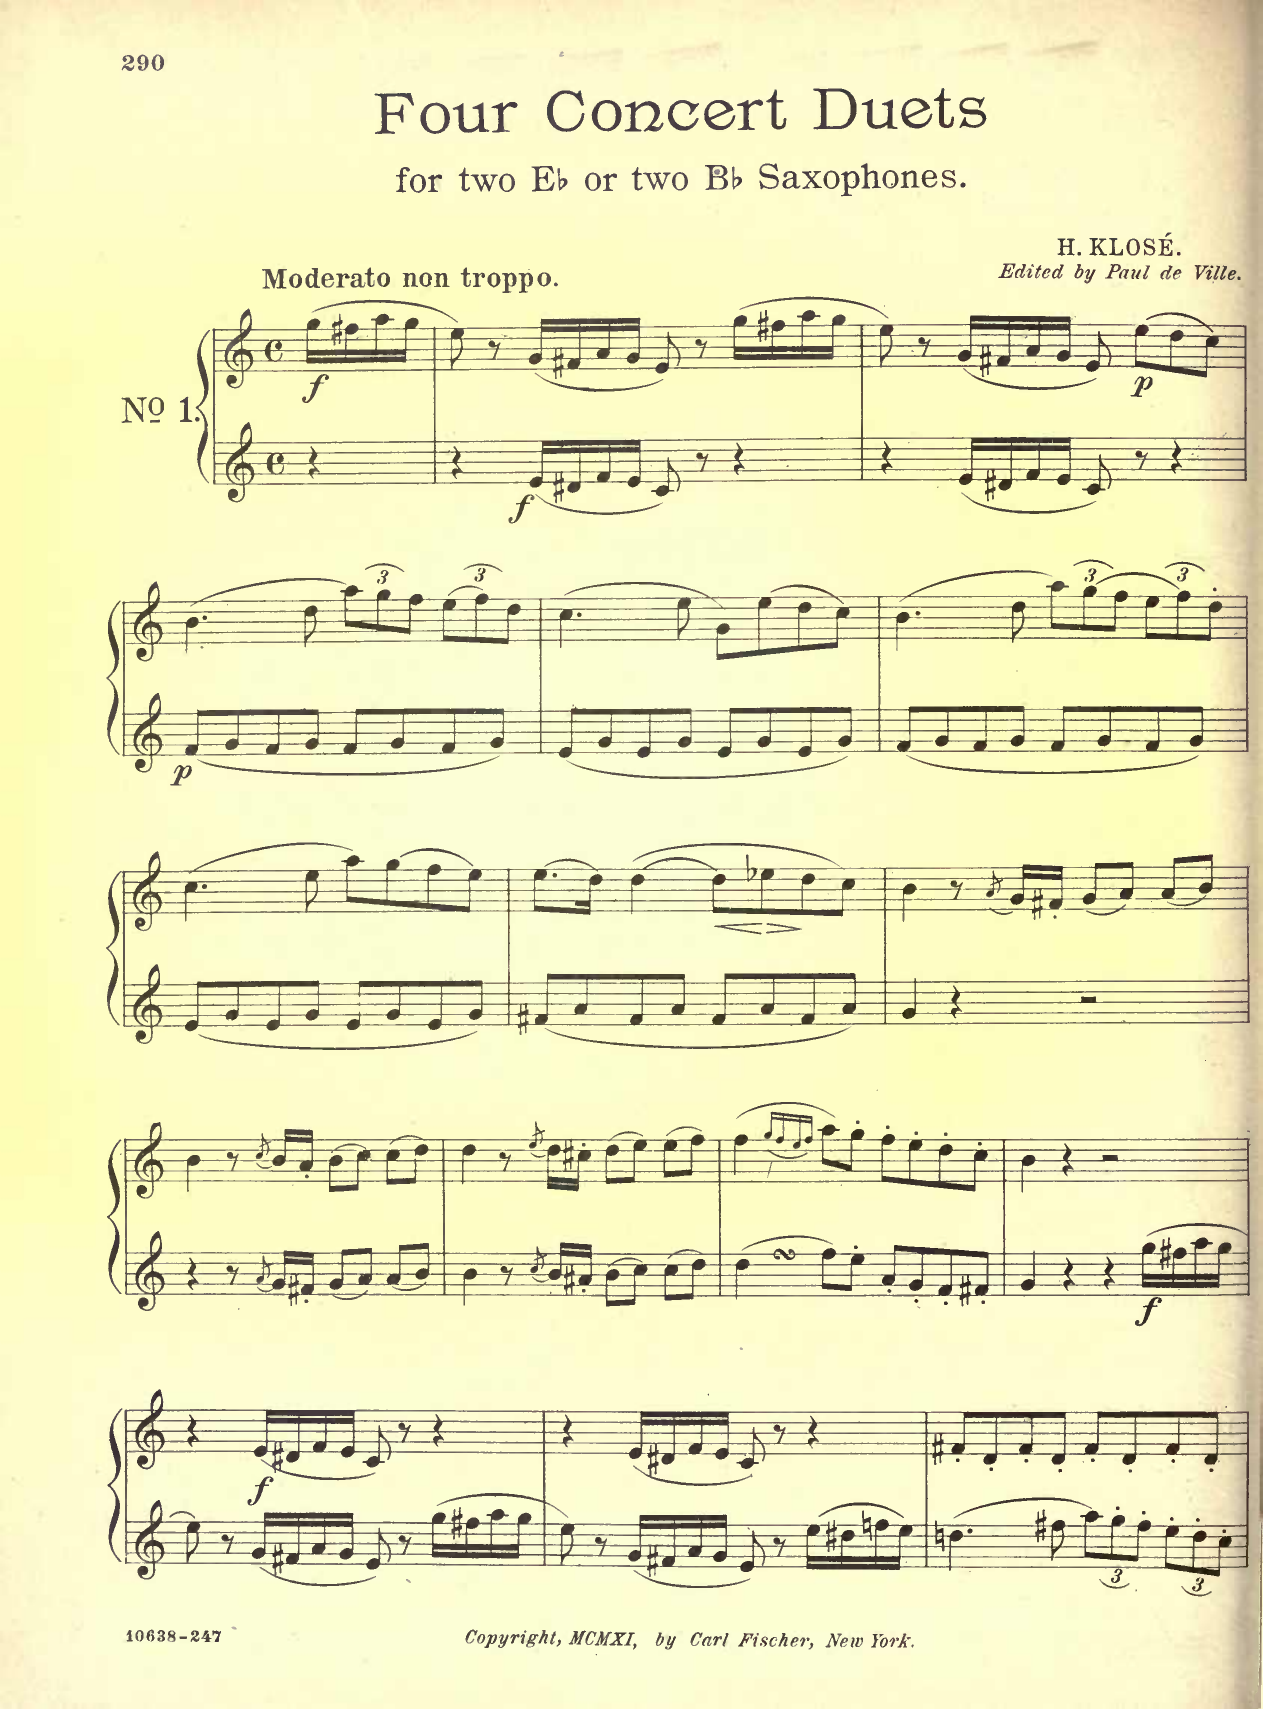 290
Four Concert Duets
for two E♭ or two B♭ Saxophones.
H. KLOSÉ.
Edited by Paul de Ville.
Moderato non troppo.
f
p
Nº 1.
f
3 3 3 3
p
f
f
3 3
10638-247
Copyright, MCMXI, by Carl Fischer, New York.